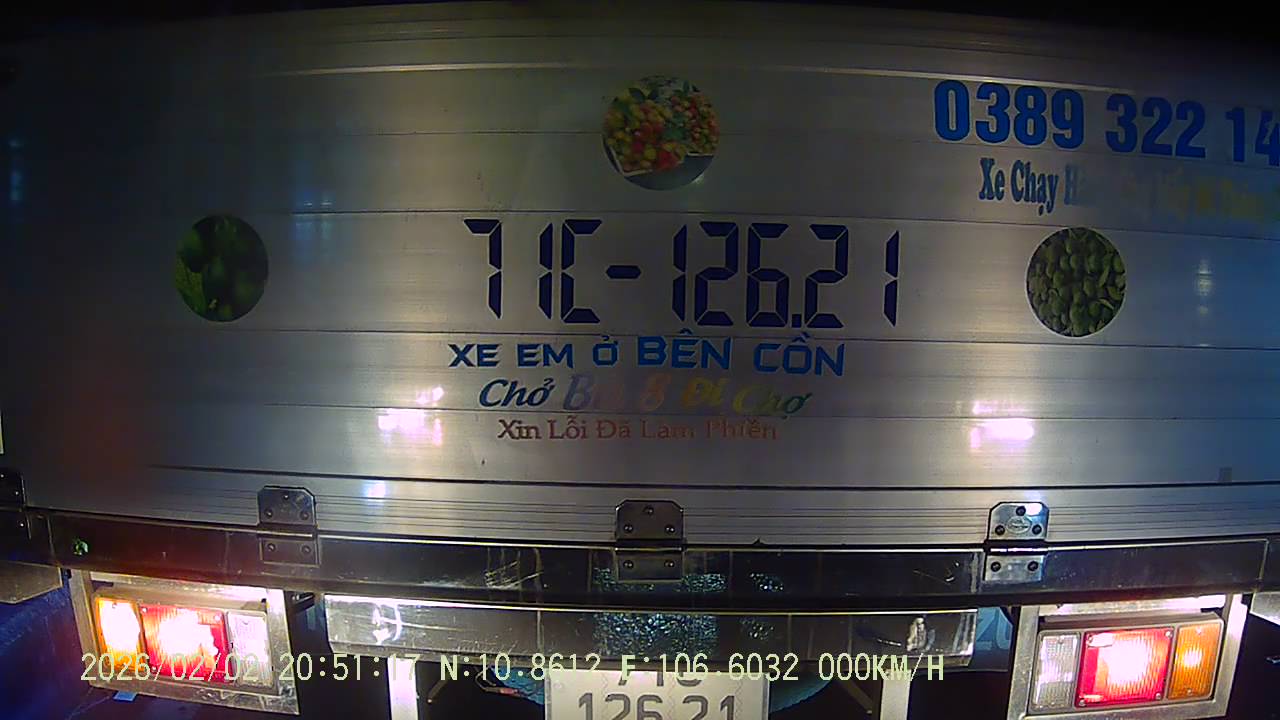 0389 322 14
Xe Chạy
71C-126.21
XE EM Ở BẾN CỒN
Chở Đi Chợ
Xin Lỗi Đã Làm Phiền
2026/02/02 20:51:17 N:10.8612 E:106.6032 000KM/H
126.21